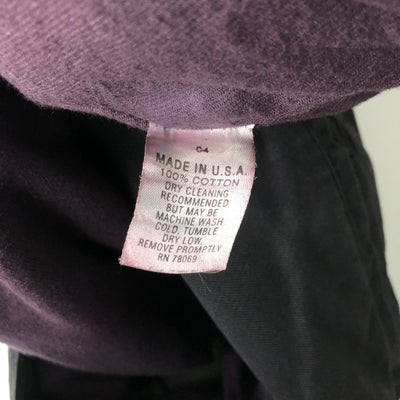 C4
MADE IN U.S.A.
100% COTTON
DRY CLEANING
RECOMMENDED
BUT MAY BE
MACHINE WASH
COLD. TUMBLE
DRY LOW.
REMOVE PROMPTLY
RN 78069